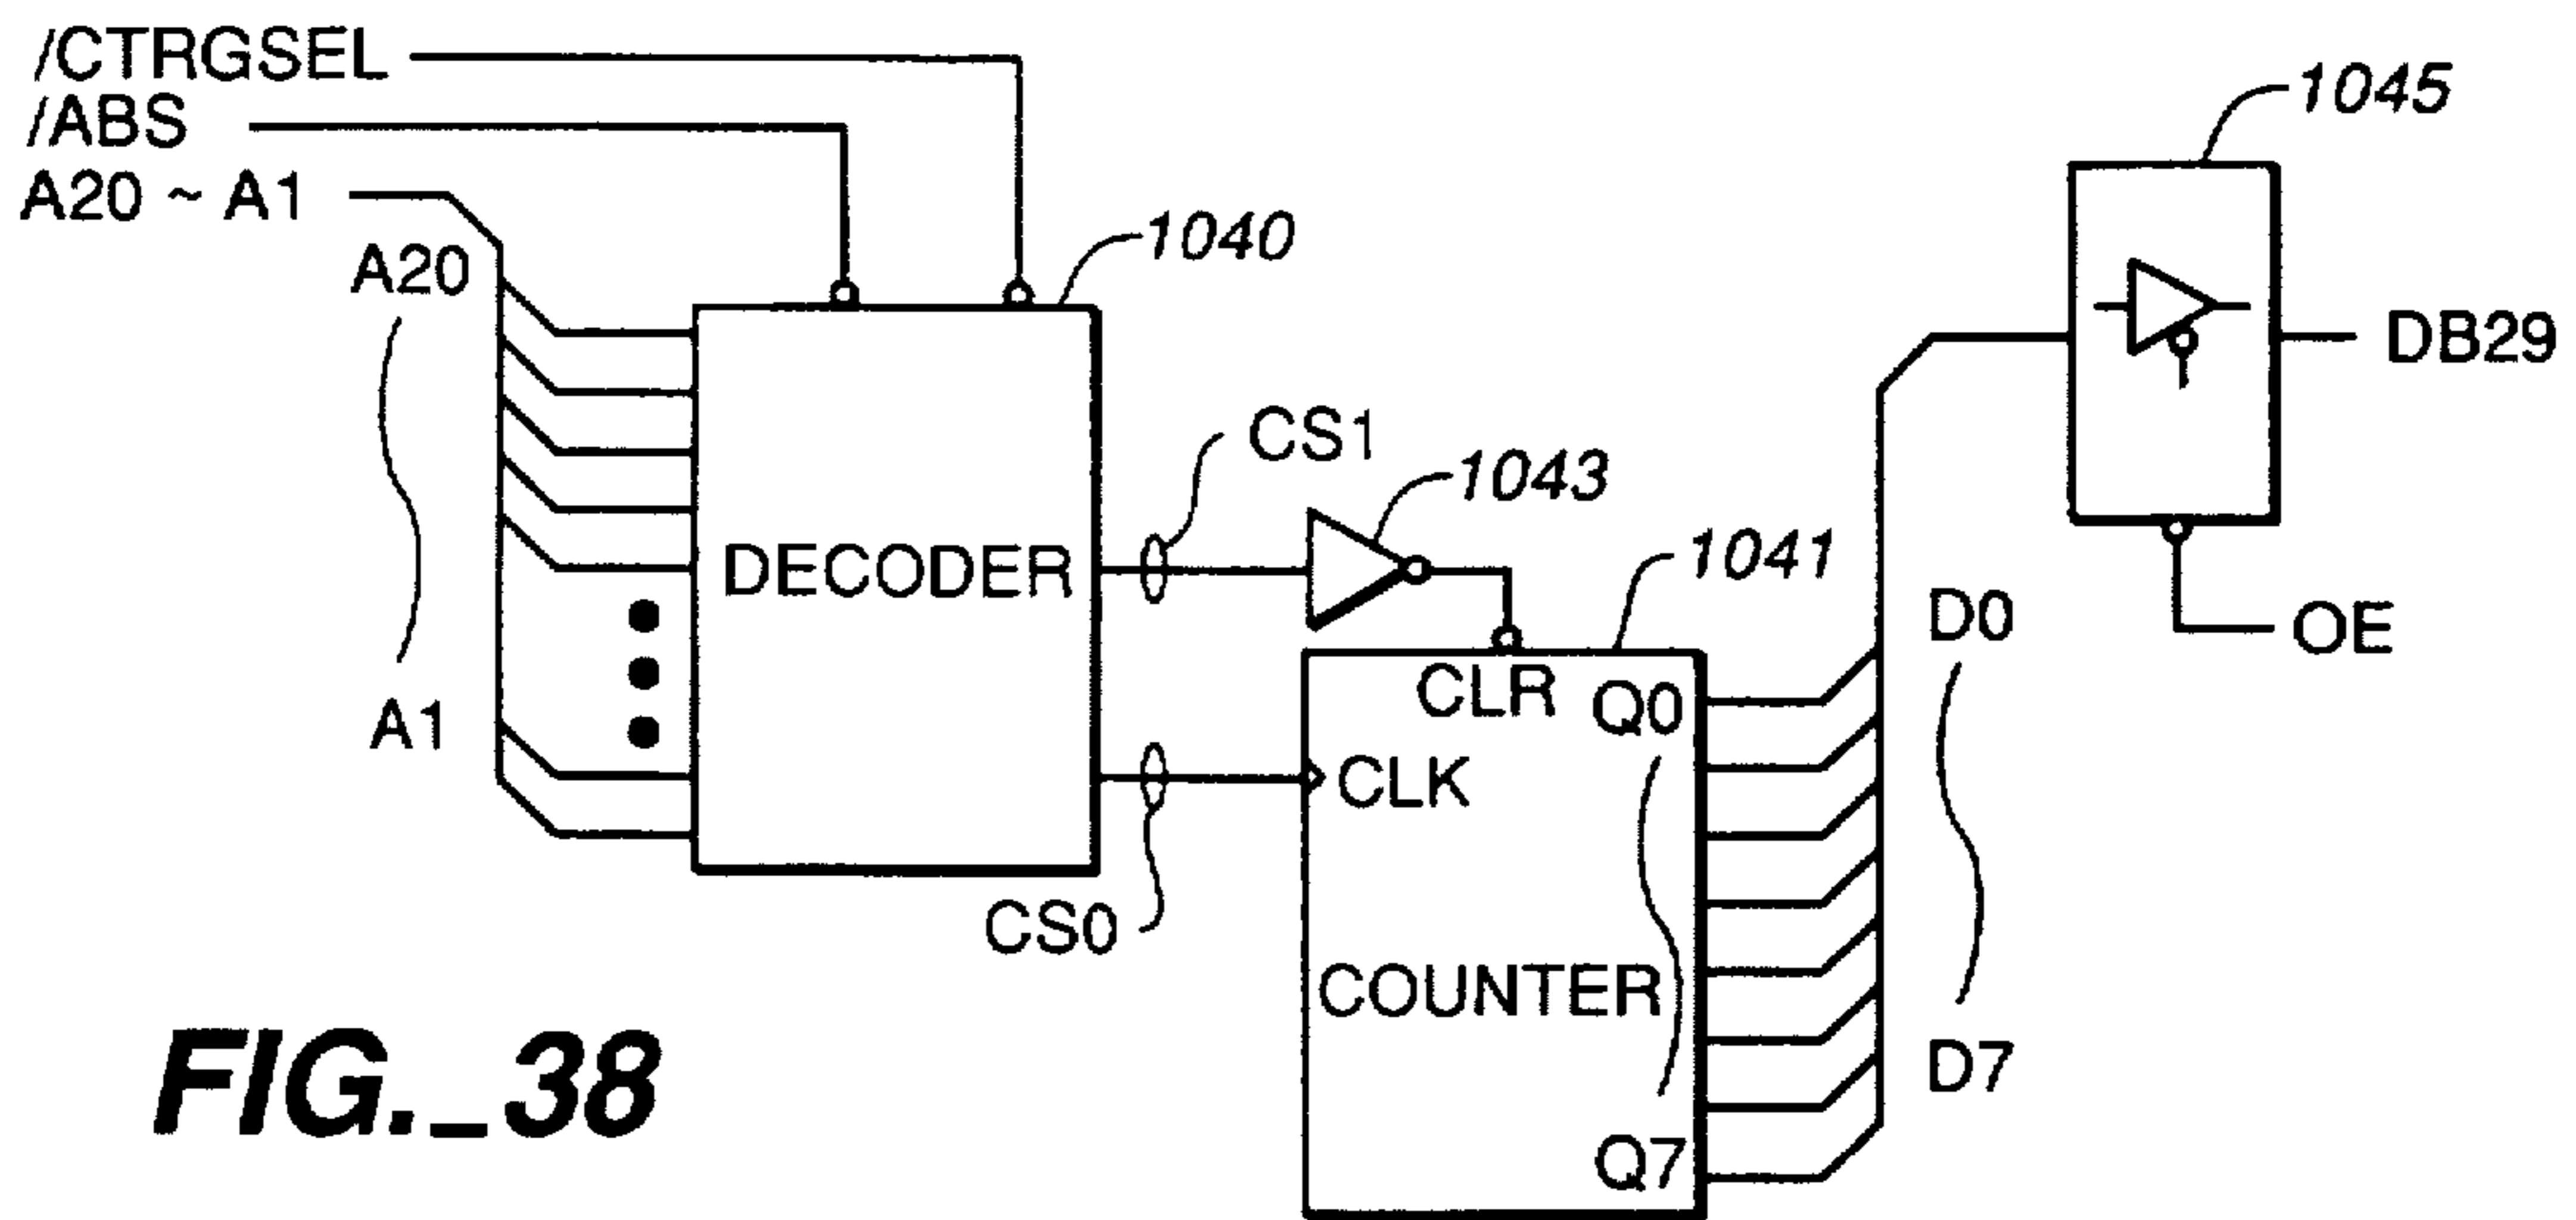 /CTRGSEL
/ABS
A20 ~ A1
A20
A1
1040
DECODER
CS1
CS0
1043
1041
CLR
Q0
CLK
COUNTER
Q7
D0
D7
1045
DB29
OE
FIG._38